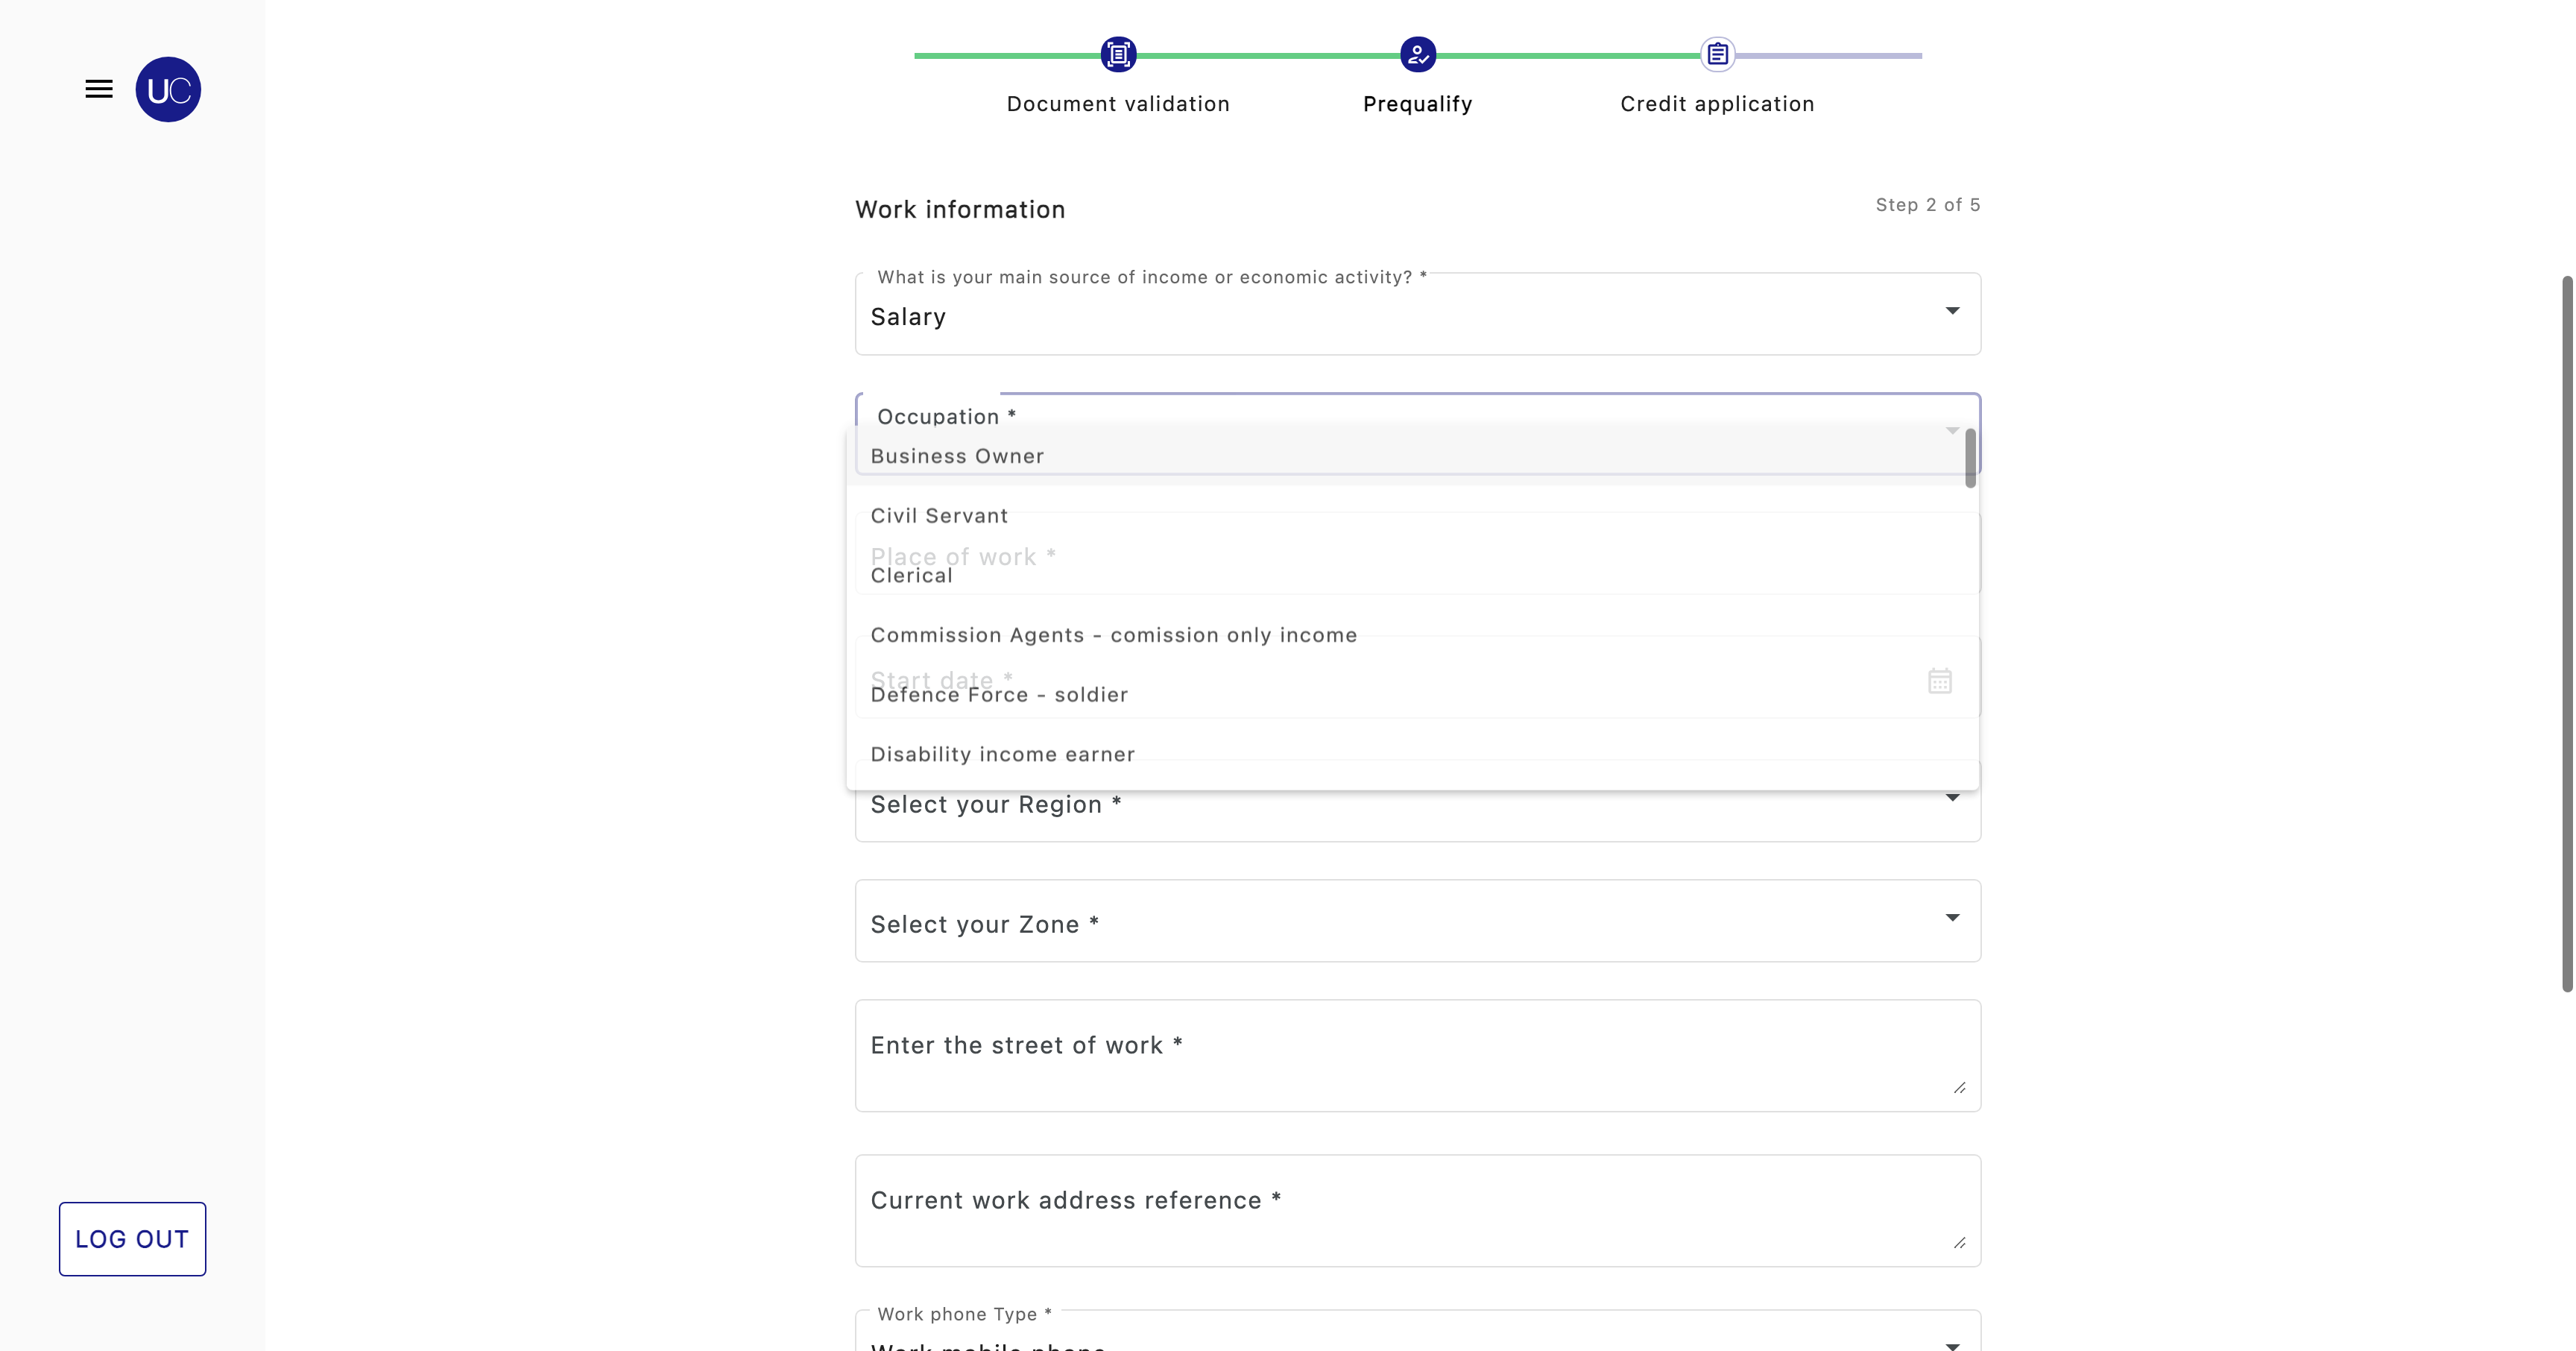 UC
Document validation
Prequalify
Credit application
Work information
Step 2 of 5
What is your main source of income or economic activity? *
Salary
Occupation *
Business Owner
Civil Servant
Place of work *
Clerical
Commission Agents - comission only income
Start date *
Defence Force - soldier
Disability income earner
Select your Region *
Select your Zone *
Enter the street of work *
Current work address reference *
LOG OUT
Work phone Type *
Work mobile phone